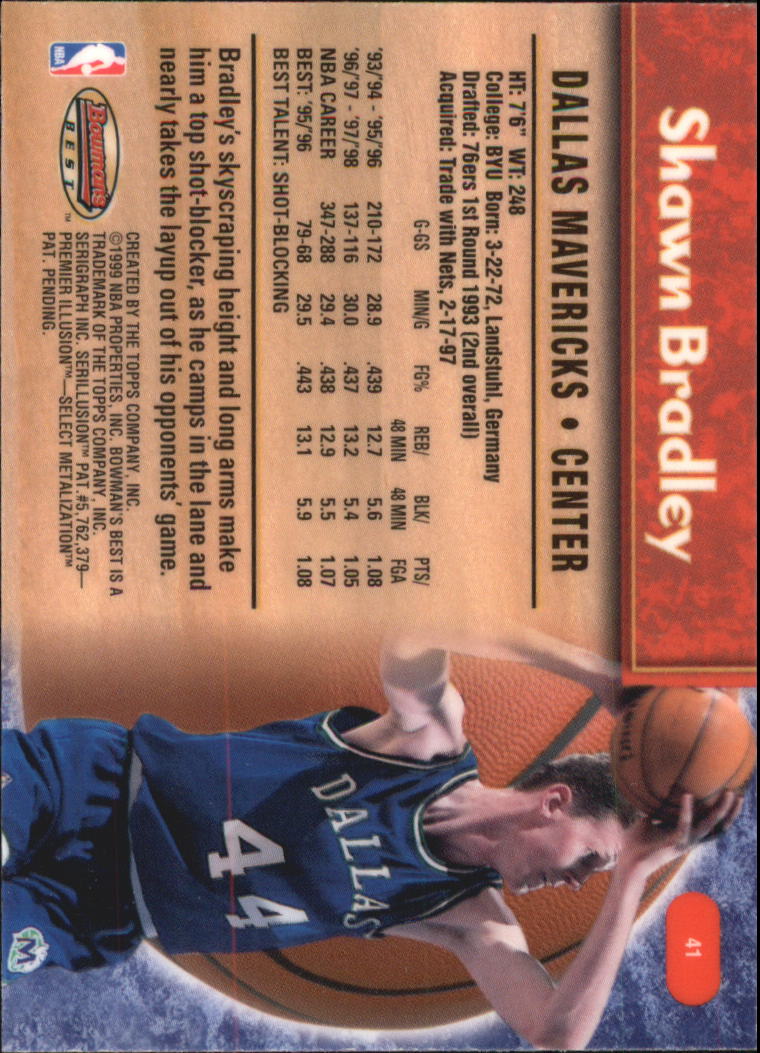 Shawn Bradley
41
DALLAS MAVERICKS • CENTER
HT: 7'6" WT: 248
College: BYU Born: 3-22-72, Landstuhl, Germany
Drafted: 76ers 1st Round 1993 (2nd overall)
Acquired: Trade with Nets, 2-17-97
G-GS MIN/G FG% REB/ 48 MIN BLK/ 48 MIN PTS/ FGA
'93/'94 - '95/'96 210-172 28.9 .439 12.7 5.6 1.08
'96/'97 - '97/'98 137-116 30.0 .437 13.2 5.4 1.05
NBA CAREER 347-288 29.4 .438 12.9 5.5 1.07
BEST: '95/'96 79-68 29.5 .443 13.1 5.9 1.08
BEST TALENT: SHOT-BLOCKING
Bradley's skyscraping height and long arms make
him a top shot-blocker, as he camps in the lane and
nearly takes the layup out of his opponents' game.
NBA
Bowman's
BEST™
CREATED BY THE TOPPS COMPANY, INC.
©1999 NBA PROPERTIES, INC. BOWMAN'S BEST IS A
TRADEMARK OF THE TOPPS COMPANY, INC.
SERIGRAPH INC. SERILLUSION™ PAT.#5,762,379—
PREMIER ILLUSION™—SELECT METALIZATION™
PAT. PENDING.
DALLAS
44
M